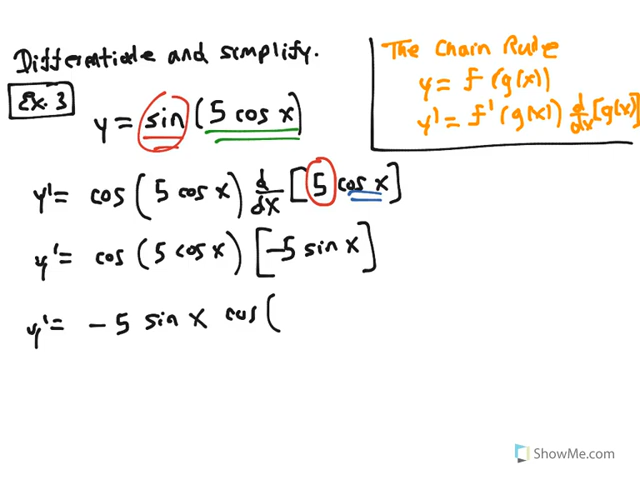 Differentiate and simplify.
Ex. 3
y = sin (5 cos x)
y' = cos (5 cos x) d/dx [5 cos x]
y' = cos (5 cos x) [-5 sin x]
y' = - 5 sin x cos (
The Chain Rule
y = f (g(x))
y' = f' (g(x)) d/dx [g(x)]
ShowMe.com